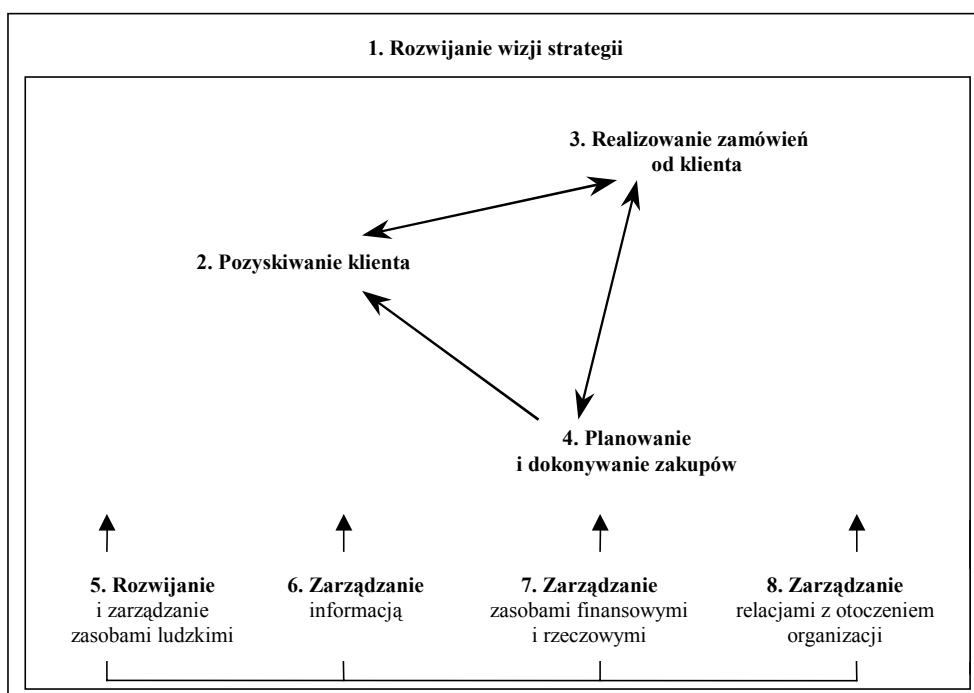 1. Rozwijanie wizji strategii
3. Realizowanie zamówień
od klienta
2. Pozyskiwanie klienta
4. Planowanie
i dokonywanie zakupów
5. Rozwijanie
i zarządzanie
zasobami ludzkimi
6. Zarządzanie
informacją
7. Zarządzanie
zasobami finansowymi
i rzeczowymi
8. Zarządzanie
relacjami z otoczeniem
organizacji